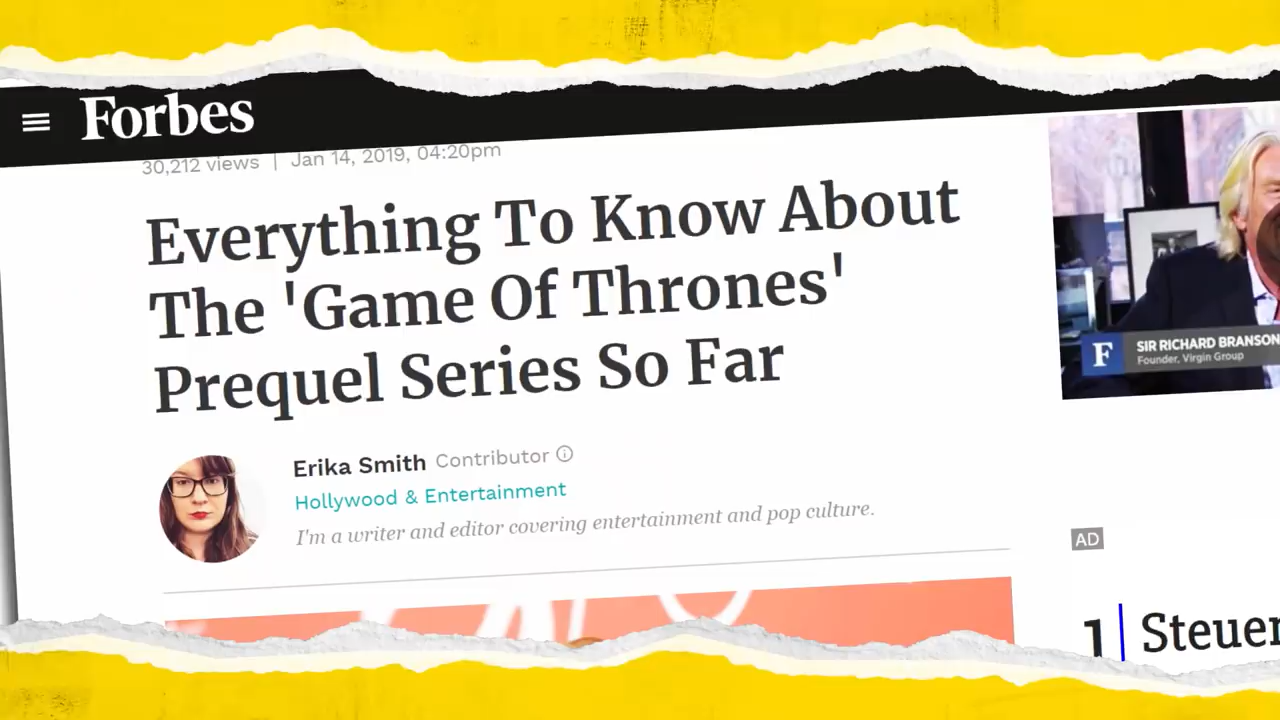 Forbes
30,212 views | Jan 14, 2019, 04:20pm
Everything To Know About
The 'Game Of Thrones'
Prequel Series So Far
Erika Smith Contributor
Hollywood & Entertainment
I'm a writer and editor covering entertainment and pop culture.
F
SIR RICHARD BRANSON
Founder, Virgin Group
AD
1